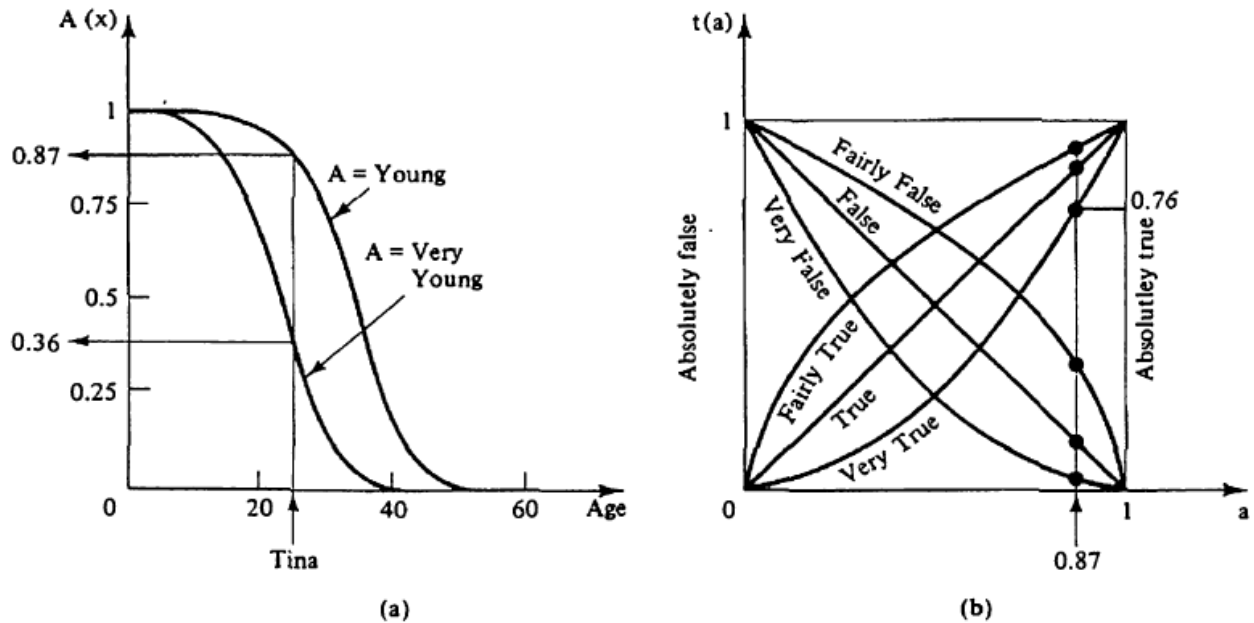 A (x)
1
0.87
0.75
0.5
0.36
0.25
0
20
40
60
Age
A = Young
A = Very
Young
Tina
(a)
t(a)
1
0
1
a
Absolutely false
Very False
False
Fairly False
Fairly True
True
Very True
0.76
Absolutley true
0.87
(b)